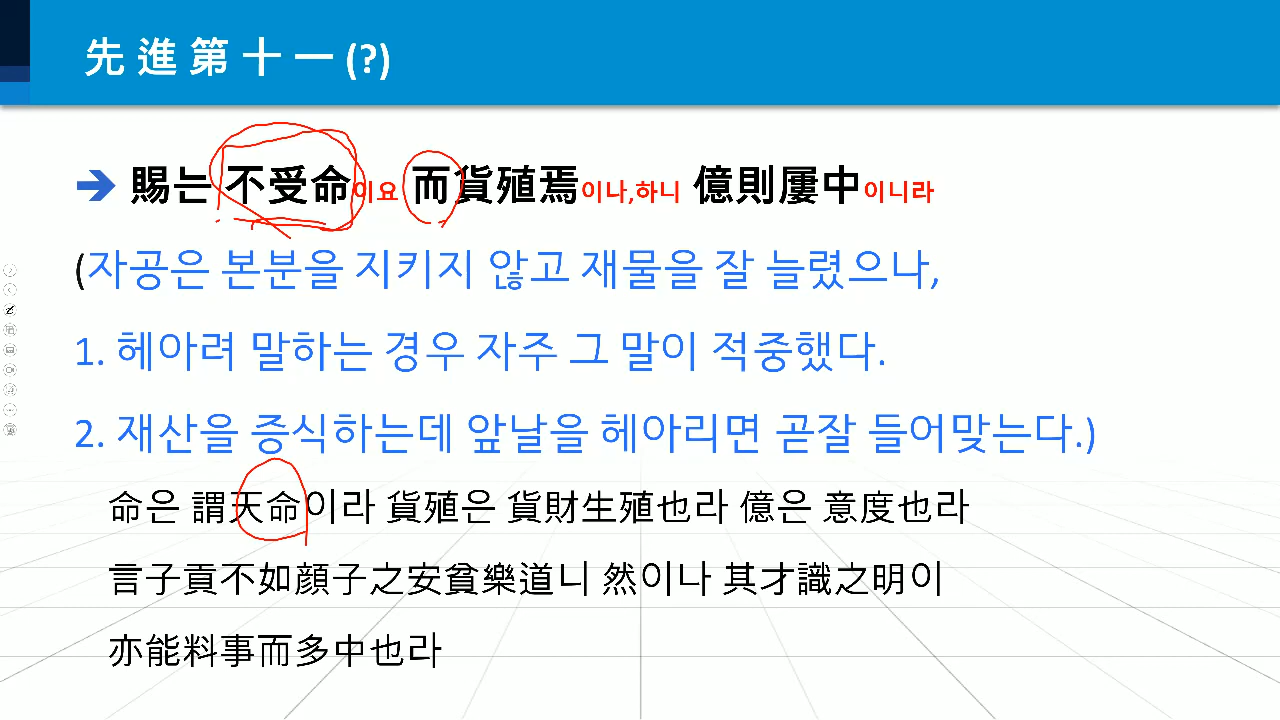 先進第十一(?)
➔ 賜는 不受命이요 而貨殖焉이나,하니 億則屢中이니라
(자공은 본분을 지키지 않고 재물을 잘 늘렸으나,
1. 헤아려 말하는 경우 자주 그 말이 적중했다.
2. 재산을 증식하는데 앞날을 헤아리면 곧잘 들어맞는다.)
命은 謂天命이라 貨殖은 貨財生殖也라 億은 意度也라
言子貢不如顔子之安貧樂道니 然이나 其才識之明이
亦能料事而多中也라